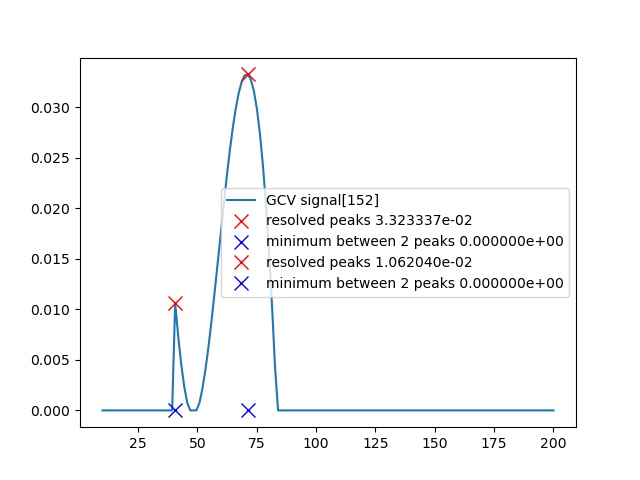 0.030
0.025
0.020
0.015
0.010
0.005
0.000
GCV signal[152]
resolved peaks 3.323337e-02
minimum between 2 peaks 0.000000e+00
resolved peaks 1.062040e-02
minimum between 2 peaks 0.000000e+00
25 50 75 100 125 150 175 200